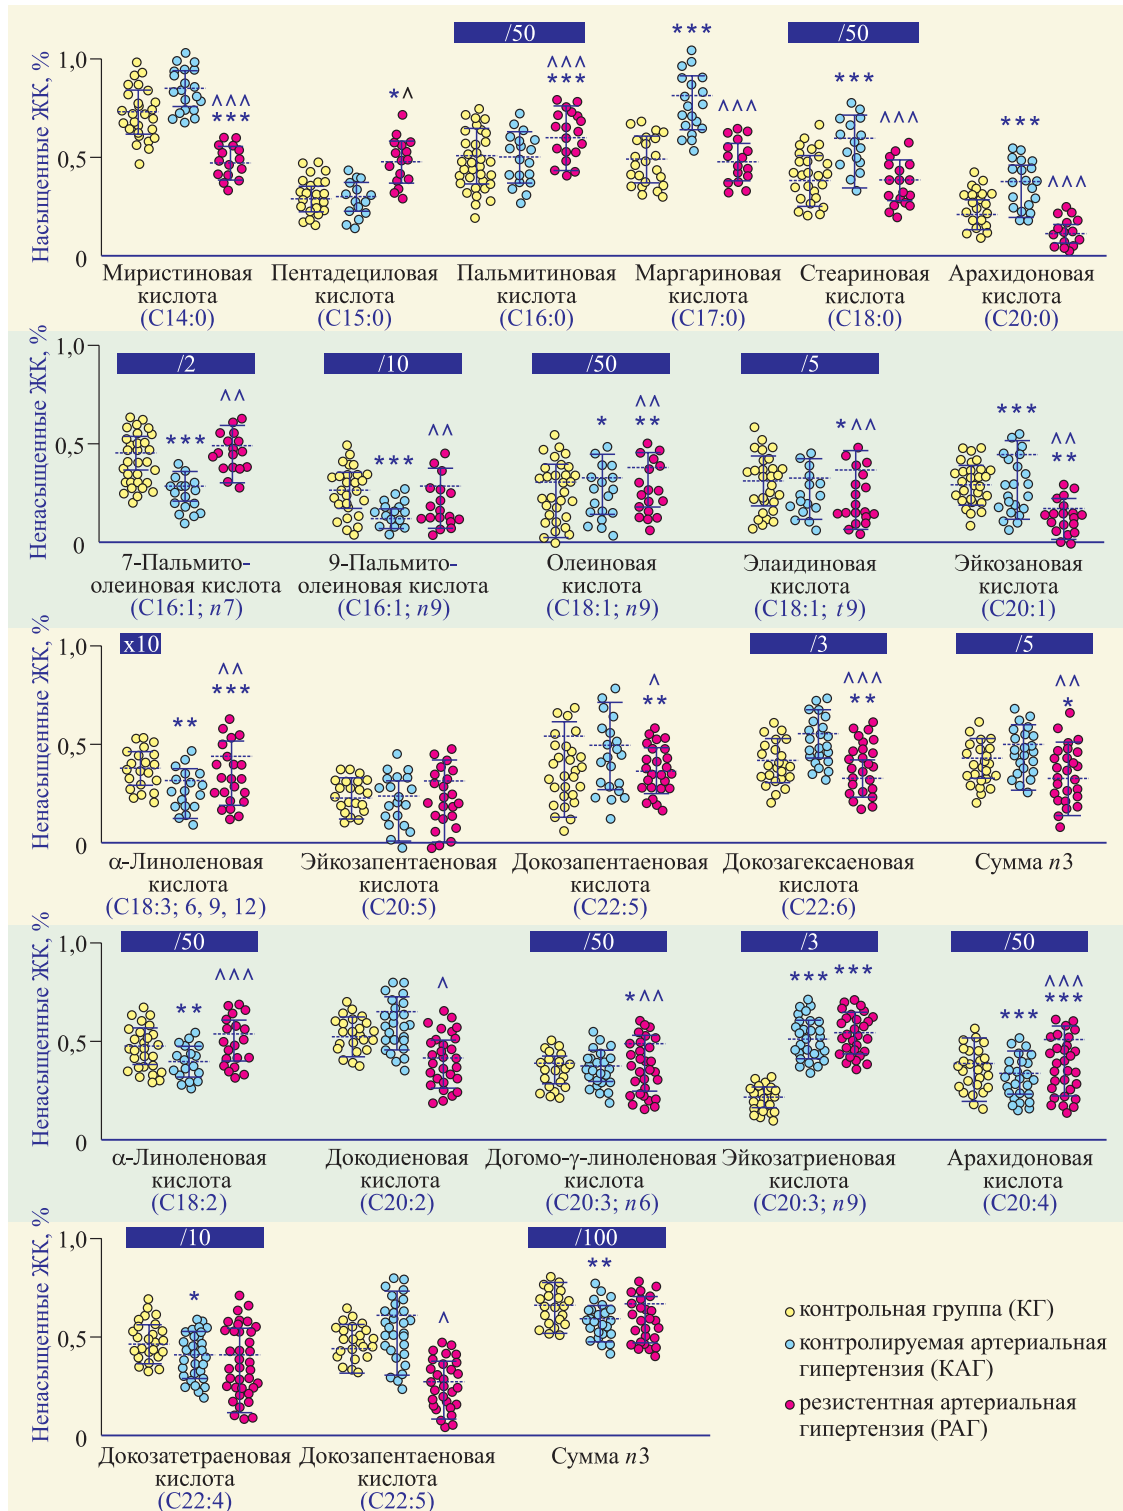 Насыщенные ЖК, %
/50
/50
1,0
0,5
0
***
^^^
***
*^
^^^
***
***
^^^
***
^^^
***
^^^
Миристиновая
кислота
(C14:0)
Пентадециловая
кислота
(C15:0)
Пальмитиновая
кислота
(C16:0)
Маргариновая
кислота
(C17:0)
Стеариновая
кислота
(C18:0)
Арахидоновая
кислота
(C20:0)
Ненасыщенные ЖК, %
1,0
0,5
0
/2
/10
/50
/5
***
^^
***
^^
*
^^
**
*^^
***
^^
**
7-Пальмито-
олеиновая кислота
(C16:1; n7)
9-Пальмито-
олеиновая кислота
(C16:1; n9)
Олеиновая
кислота
(C18:1; n9)
Элаидиновая
кислота
(C18:1; t9)
Эйкозановая
кислота
(C20:1)
Ненасыщенные ЖК, %
1,0
0,5
0
x10
/3
/5
**
^^
***
^
**
^^^
**
^^
*
α-Линоленовая
кислота
(C18:3; 6, 9, 12)
Эйкозапентаеновая
кислота
(C20:5)
Докозапентаеновая
кислота
(C22:5)
Докозагексаеновая
кислота
(C22:6)
Сумма n3
Ненасыщенные ЖК, %
1,0
0,5
0
/50
/50
/3
/50
**
^^^
^
*^^
***
***
***
^^^
***
α-Линоленовая
кислота
(C18:2)
Докодиеновая
кислота
(C20:2)
Догомо-γ-линоленовая
кислота
(C20:3; n6)
Эйкозатриеновая
кислота
(C20:3; n9)
Арахидоновая
кислота
(C20:4)
Ненасыщенные ЖК, %
1,0
0,5
0
/10
/100
*
^
**
Докозатетраеновая
кислота
(C22:4)
Докозапентаеновая
кислота
(C22:5)
Сумма n3
контрольная группа (КГ)
контролируемая артериальная
гипертензия (КАГ)
резистентная артериальная
гипертензия (РАГ)